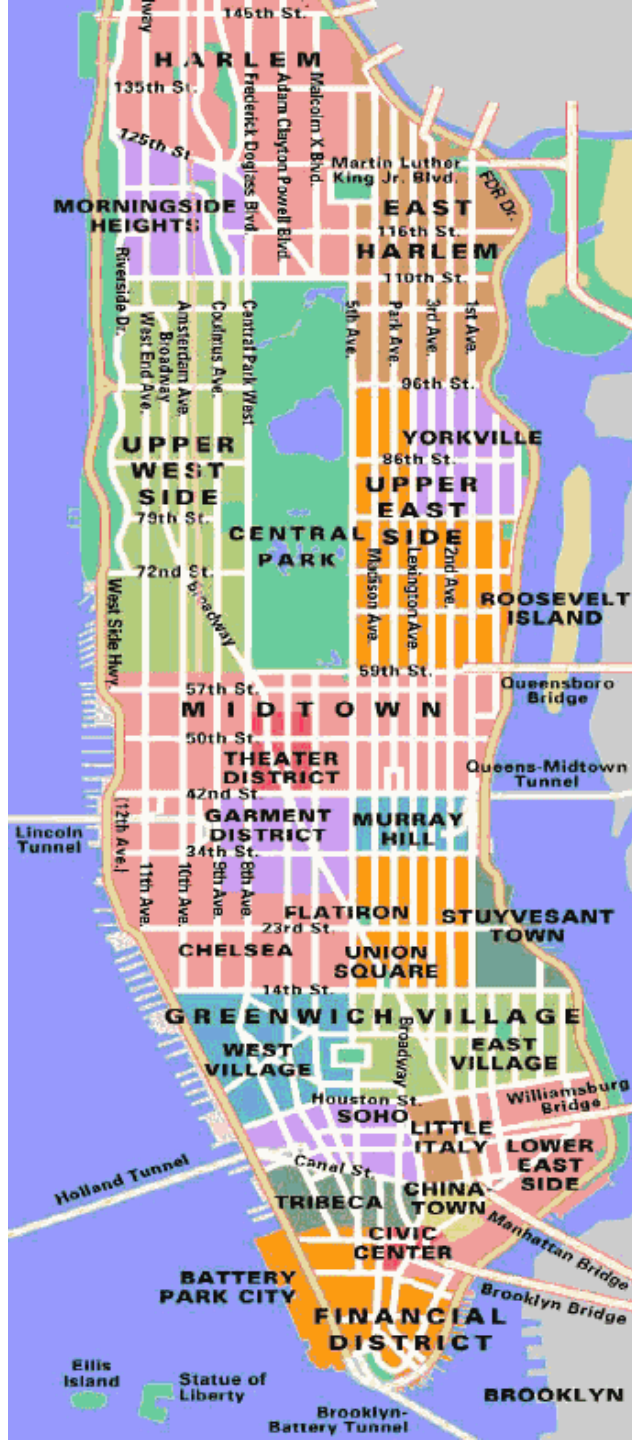 way
145th St.
HARLEM
135th St.
125th St
Frederick Doglass Blvd.
Adam Clayton Powell Blvd.
Malcolm X Blvd.
Martin Luther
King Jr. Blvd.
FDR Dr.
MORNINGSIDE
HEIGHTS
EAST
HARLEM
116th St.
110th St.
Riverside Dr.
West End Ave.
Broadway
Amsterdam Ave.
Coulmus Ave.
Central Park West
5th Ave.
Park Ave.
3rd Ave.
1st Ave.
96th St.
YORKVILLE
86th St.
UPPER
WEST
SIDE
UPPER
EAST
SIDE
79th St.
CENTRAL
PARK
72nd St.
Broadway
Madison Ave.
Lexington Ave.
2nd Ave.
West Side Hwy.
ROOSEVELT
ISLAND
59th St.
57th St.
Queensboro
Bridge
MIDTOWN
50th St.
THEATER
DISTRICT
Queens-Midtown
Tunnel
42nd St.
(12th Ave.)
GARMENT
DISTRICT
MURRAY
HILL
Lincoln
Tunnel
34th St.
11th Ave.
10th Ave.
9th Ave.
8th Ave.
FLATIRON
STUYVESANT
TOWN
23rd St.
CHELSEA
UNION
SQUARE
14th St.
GREENWICH VILLAGE
WEST
VILLAGE
Broadway
EAST
VILLAGE
Houston St.
Williamsburg
Bridge
SOHO
LITTLE
ITALY
LOWER
EAST
SIDE
Holland Tunnel
Canal St.
TRIBECA
CHINA-
TOWN
Manhattan Bridge
CIVIC
CENTER
BATTERY
PARK CITY
Brooklyn Bridge
FINANCIAL
DISTRICT
Ellis
Island
Statue of
Liberty
BROOKLYN
Brooklyn-
Battery Tunnel